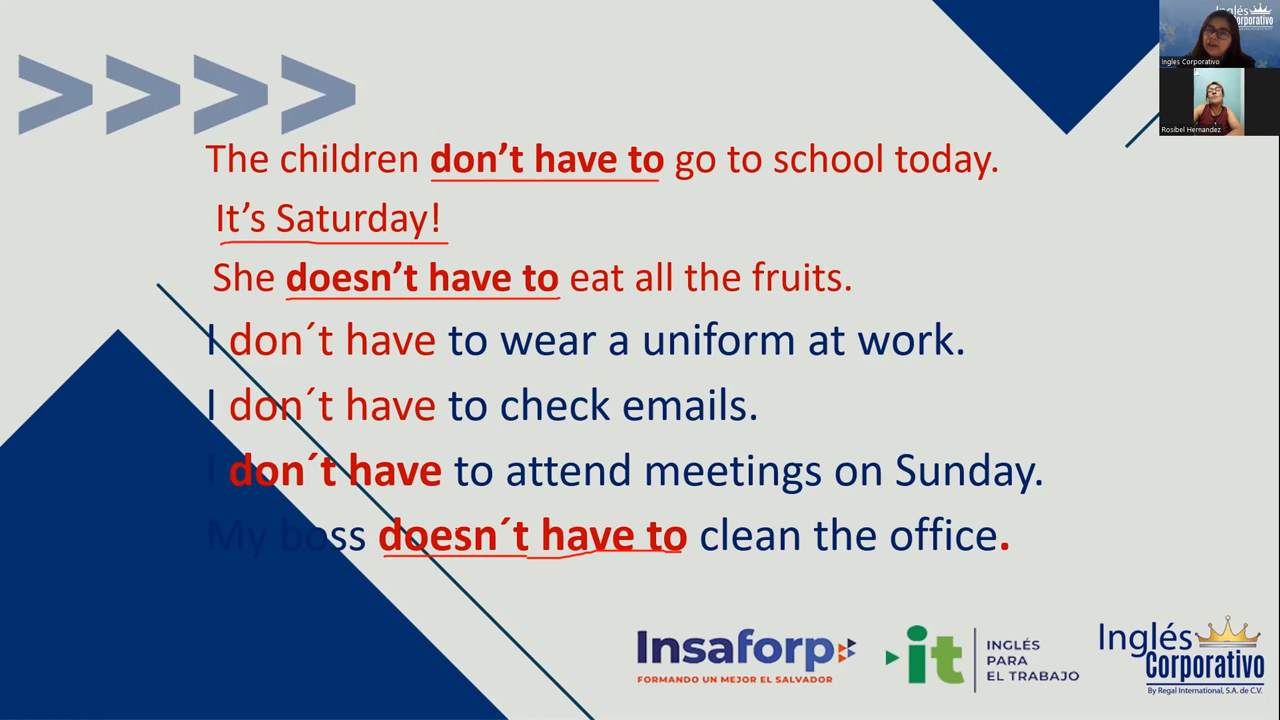 Inglés
Corporativo
Ingles Corporativo
Rosibel Hernandez
>>>>
The children don’t have to go to school today.
It’s Saturday!
She doesn’t have to eat all the fruits.
I don´t have to wear a uniform at work.
I don´t have to check emails.
I don´t have to attend meetings on Sunday.
My boss doesn´t have to clean the office.
Insaforp
FORMANDO UN MEJOR EL SALVADOR
it
INGLÉS
PARA
EL TRABAJO
Inglés
Corporativo
By Regal International, S.A. de C.V.